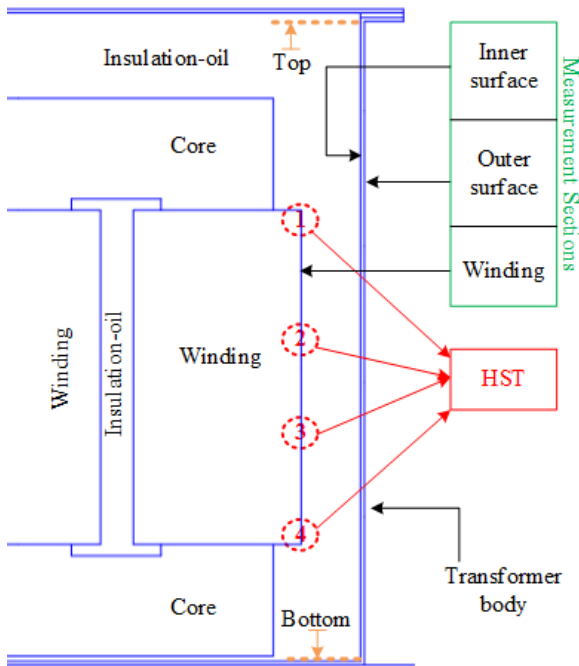 Insulation-oil
Top
Inner
surface
Outer
surface
Winding
Measurement Sections
Core
1
2
3
4
Winding
Insulation-oil
Winding
HST
Transformer
body
Core
Bottom